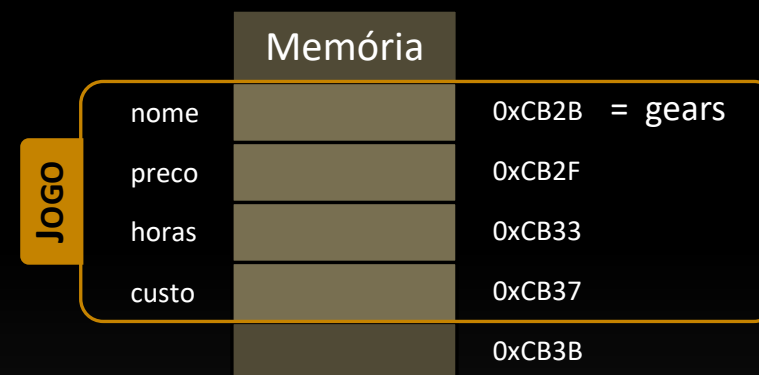 Memória
nome 0xCB2B = gears
preco 0xCB2F
JOGO
horas 0xCB33
custo 0xCB37
0xCB3B